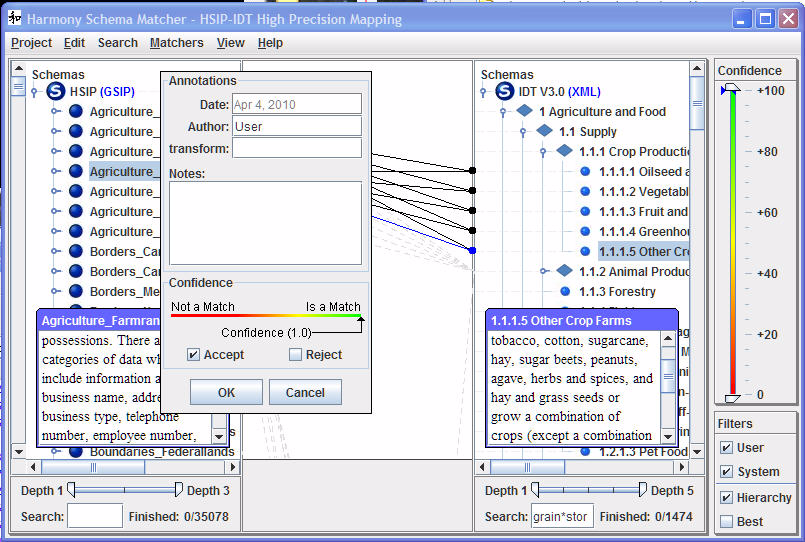 Harmony Schema Matcher - HSIP-IDT High Precision Mapping
Project Edit Search Matchers View Help
Schemas
HSIP (GSIP)
Agriculture_
Agriculture_
Agriculture_
Agriculture_
Agriculture_
Agriculture_
Agriculture_
Borders_Ca
Borders_Ca
Borders_Me
Agriculture_Farmran
possessions. There a
categories of data wh
include information a
business name, addre
business type, telephone
number, employee number,
Boundaries_Federallands
Depth 1 Depth 3
Search: Finished: 0/35078
Annotations
Date: Apr 4, 2010
Author: User
transform:
Notes:
Confidence
Not a Match Is a Match
Confidence (1.0)
Accept Reject
OK Cancel
Schemas
IDT V3.0 (XML)
1 Agriculture and Food
1.1 Supply
1.1.1 Crop Productio
1.1.1.1 Oilseed a
1.1.1.2 Vegetab
1.1.1.3 Fruit and
1.1.1.4 Greenhou
1.1.1.5 Other Cro
1.1.2 Animal Produc
1.1.3 Forestry
1.1.1.5 Other Crop Farms
tobacco, cotton, sugarcane,
hay, sugar beets, peanuts,
agave, herbs and spices, and
hay and grass seeds or
grow a combination of
crops (except a combination
1.2.1.3 Pet Food
Depth 1 Depth 5
Search: grain*stor Finished: 0/1474
Confidence
+100
+80
+60
+40
+20
0
Filters
User
System
Hierarchy
Best